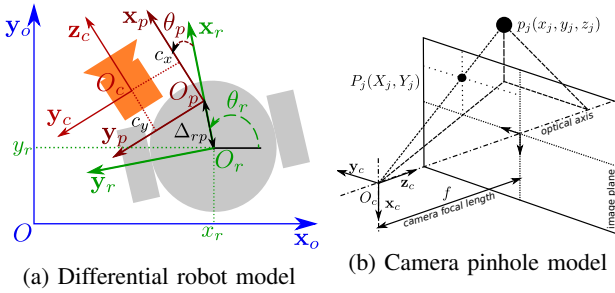 y_o
z_c
x_p
θ_p
x_r
c_x
O_c
O_p
θ_r
y_c
c_y
y_p
Δ_rp
y_r
O_r
y_r
O
x_r
x_o
(a) Differential robot model
p_j(x_j, y_j, z_j)
P_j(X_j, Y_j)
optical axis
y_c
z_c
O_c
x_c
f
camera focal length
image plane
(b) Camera pinhole model